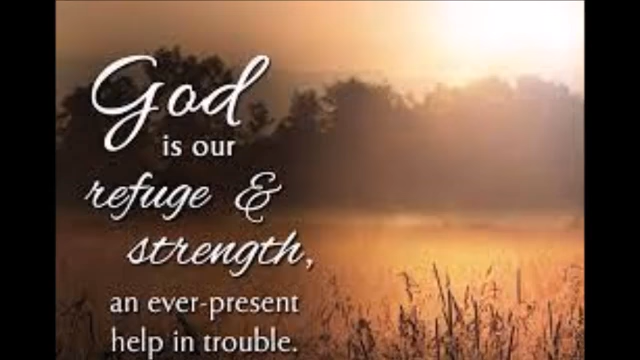 God
is our
refuge &
strength,
an ever-present
help in trouble.